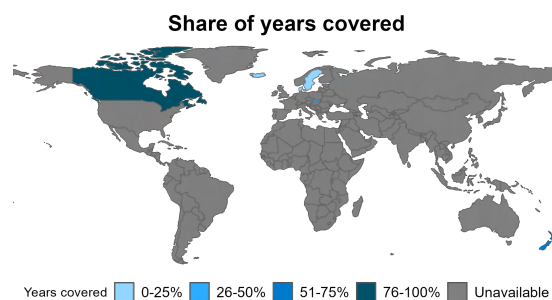 Share of years covered
Years covered 0-25% 26-50% 51-75% 76-100% Unavailable